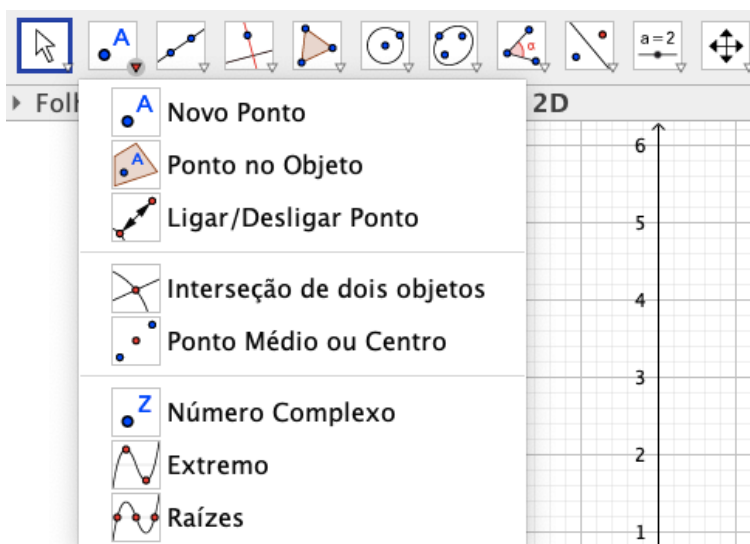 A
α
a=2
Foll
2D
A Novo Ponto
A Ponto no Objeto
Ligar/Desligar Ponto
Interseção de dois objetos
Ponto Médio ou Centro
Z Número Complexo
Extremo
Raízes
6
5
4
3
2
1